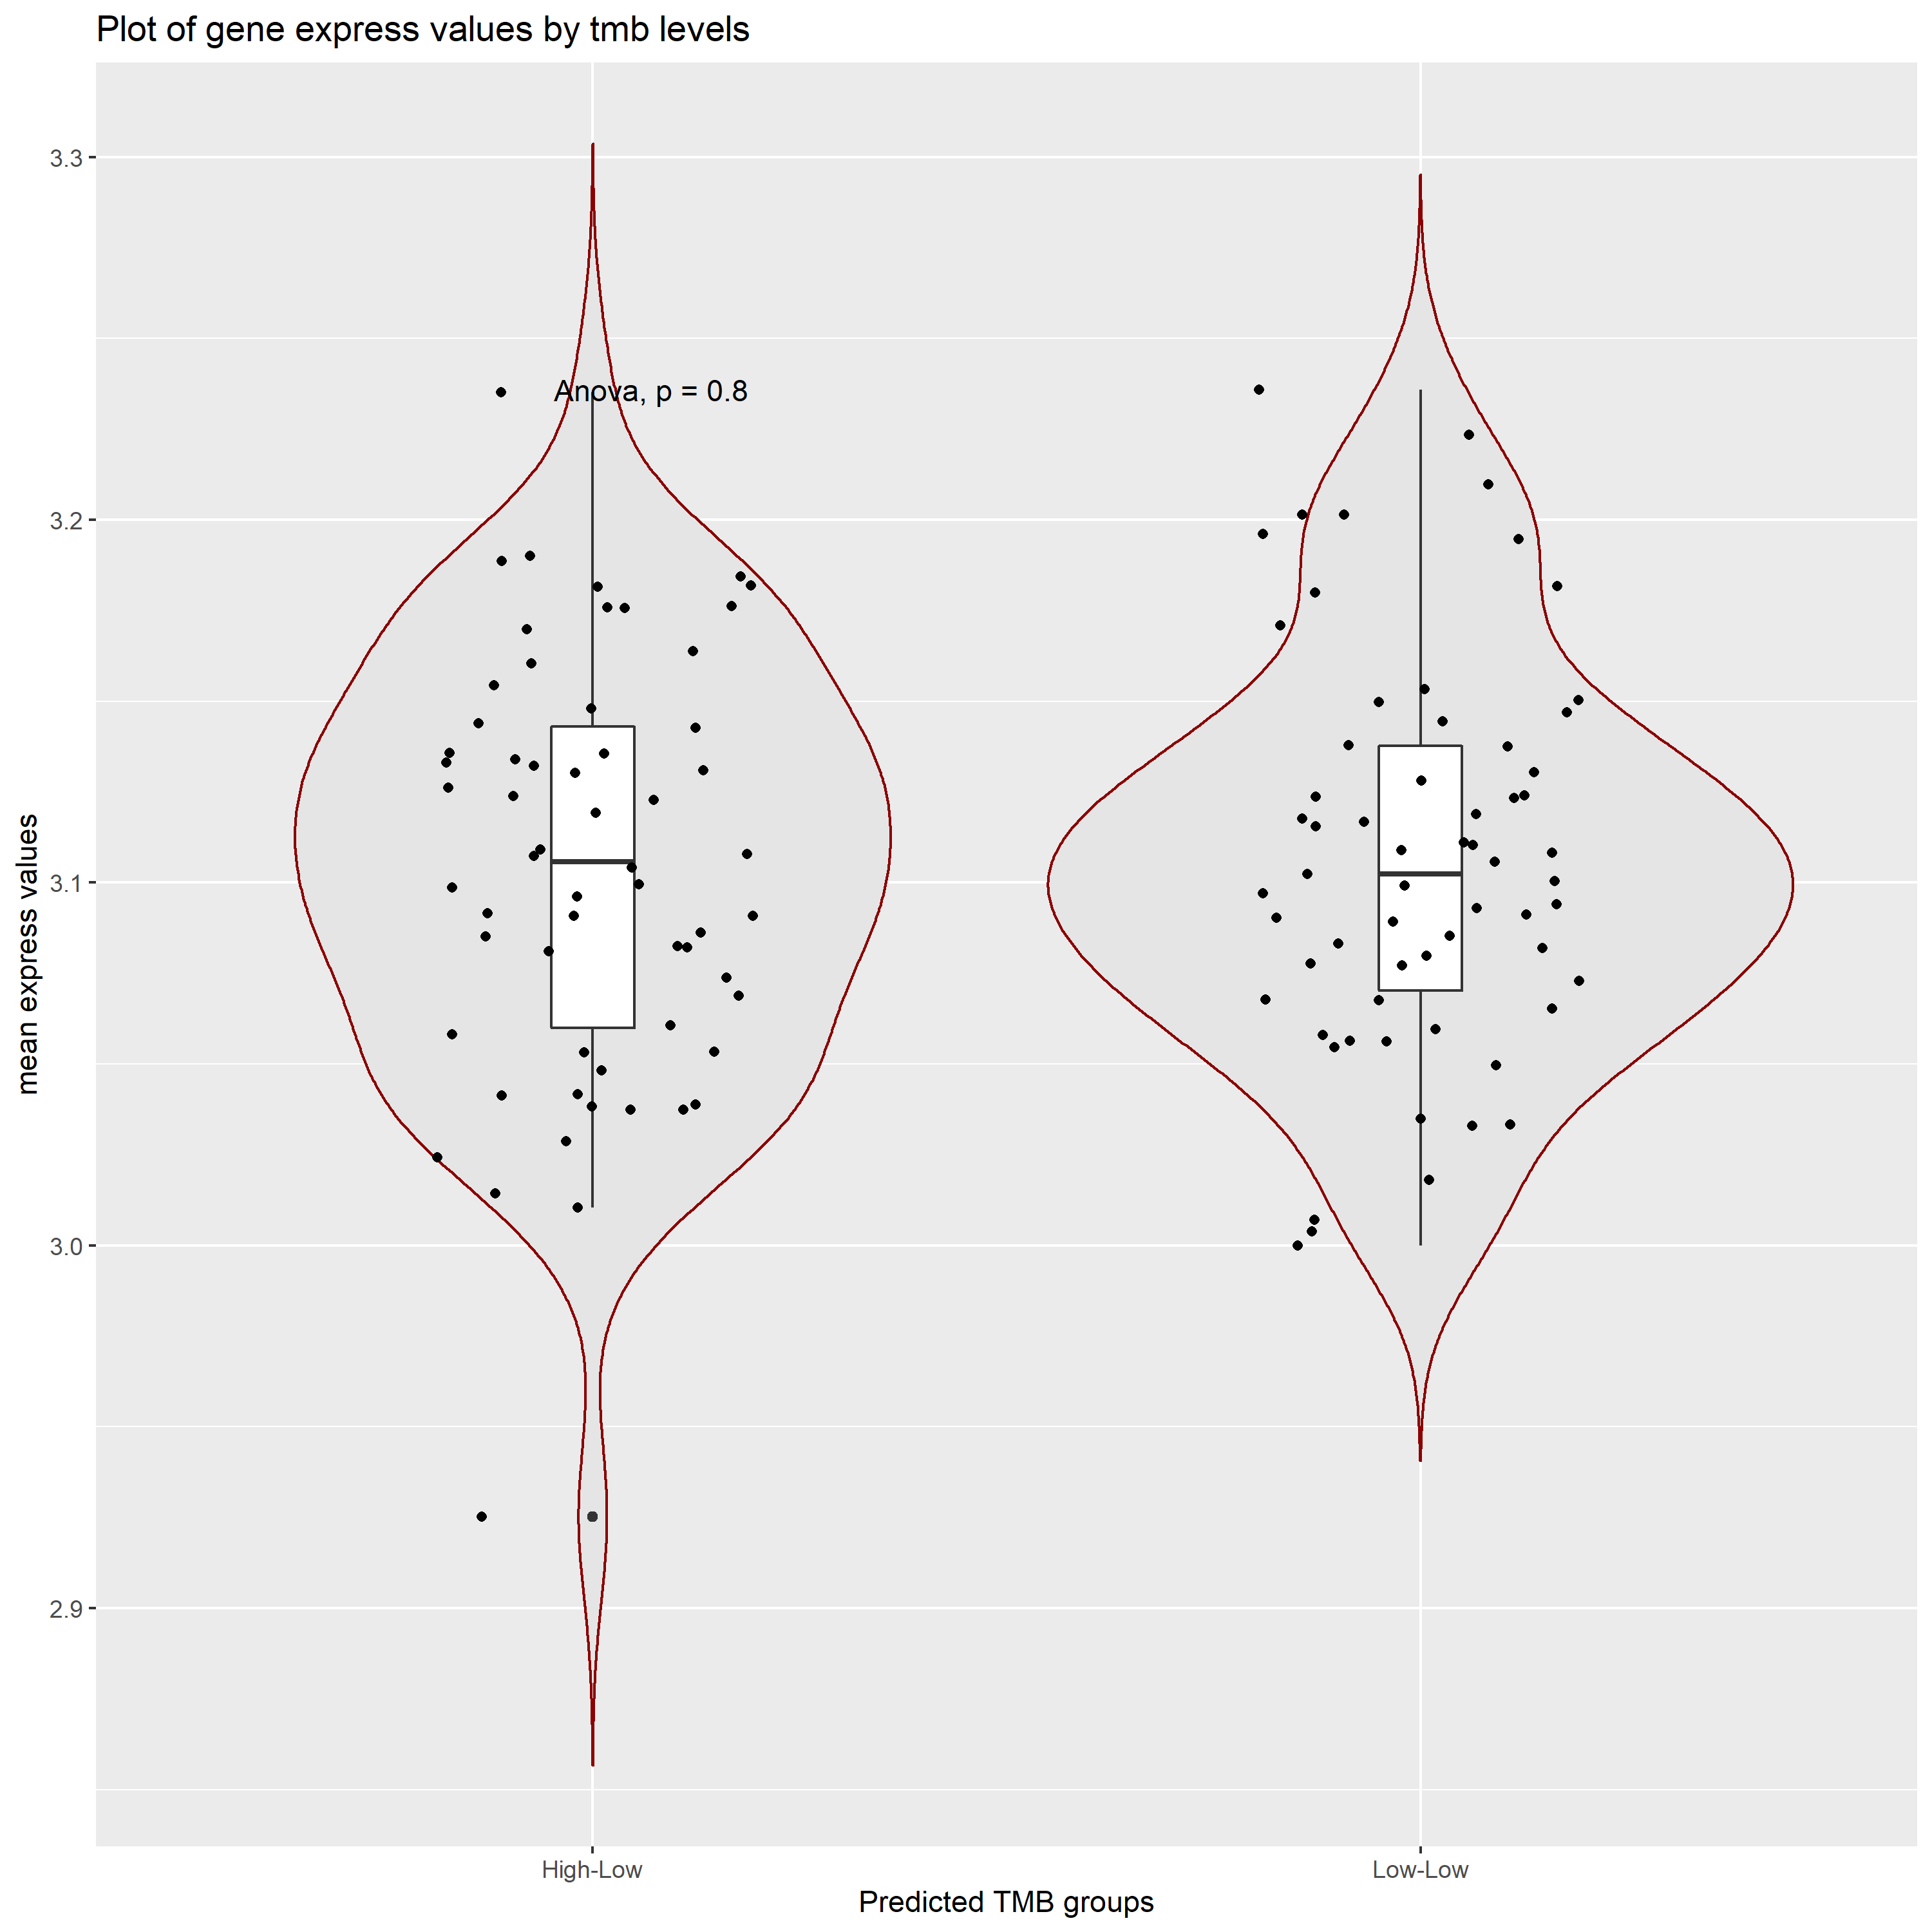 Plot of gene express values by tmb levels
3.3
Anova, p = 0.8
3.2
3.1
3.0
2.9
mean express values
High-Low
Low-Low
Predicted TMB groups